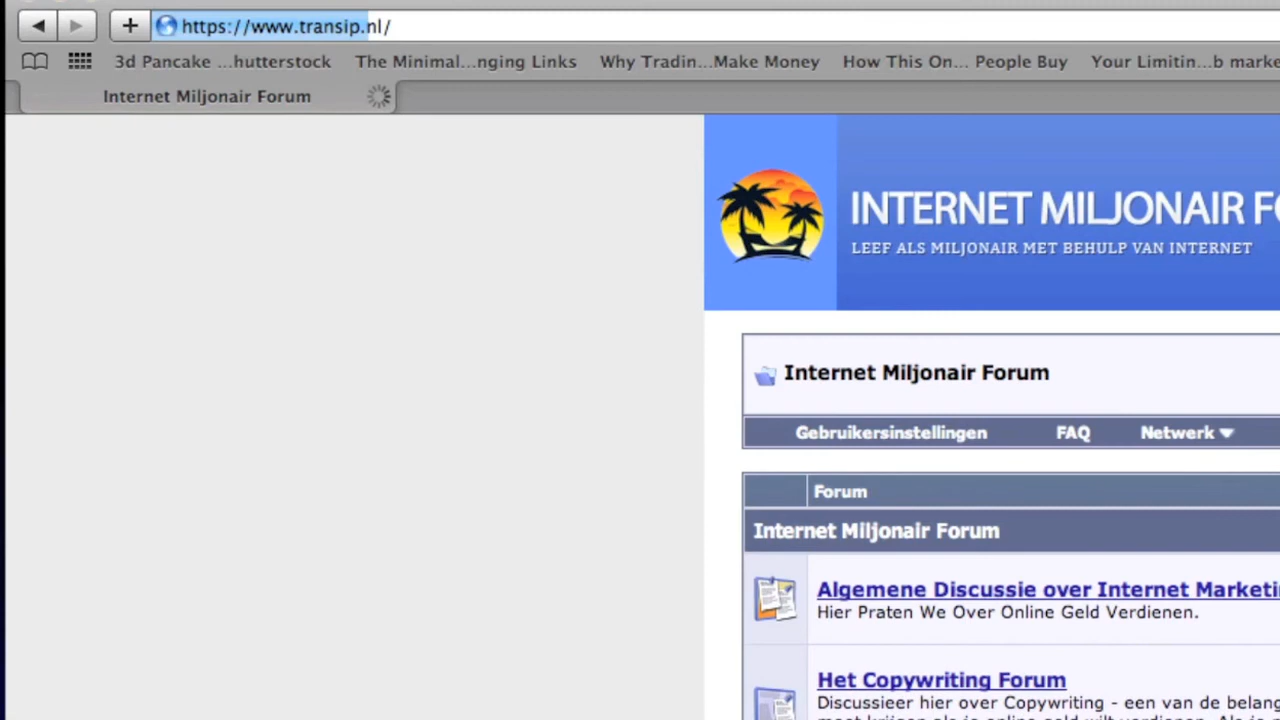 https://www.transip.nl/
3d Pancake ...hutterstock The Minimal...nging Links Why Tradin...Make Money How This On... People Buy Your Limitin...b marke
Internet Miljonair Forum
INTERNET MILJONAIR
LEEF ALS MILJONAIR MET BEHULP VAN INTERNET
Internet Miljonair Forum
Gebruikersinstellingen FAQ Netwerk
Forum
Internet Miljonair Forum
Algemene Discussie over Internet Marketi
Hier Praten We Over Online Geld Verdienen.
Het Copywriting Forum
Discussieer hier over Copywriting - een van de belang